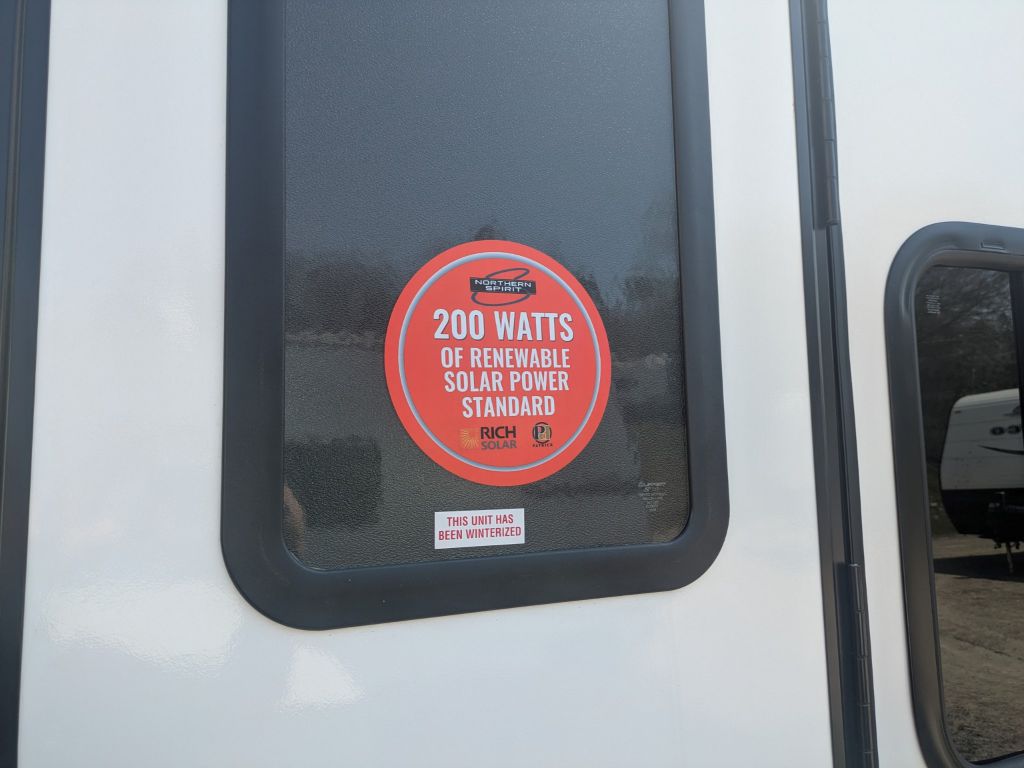 NORTHERN
SPIRIT
200 WATTS
OF RENEWABLE
SOLAR POWER
STANDARD
RICH
SOLAR
PATRICK
THIS UNIT HAS
BEEN WINTERIZED